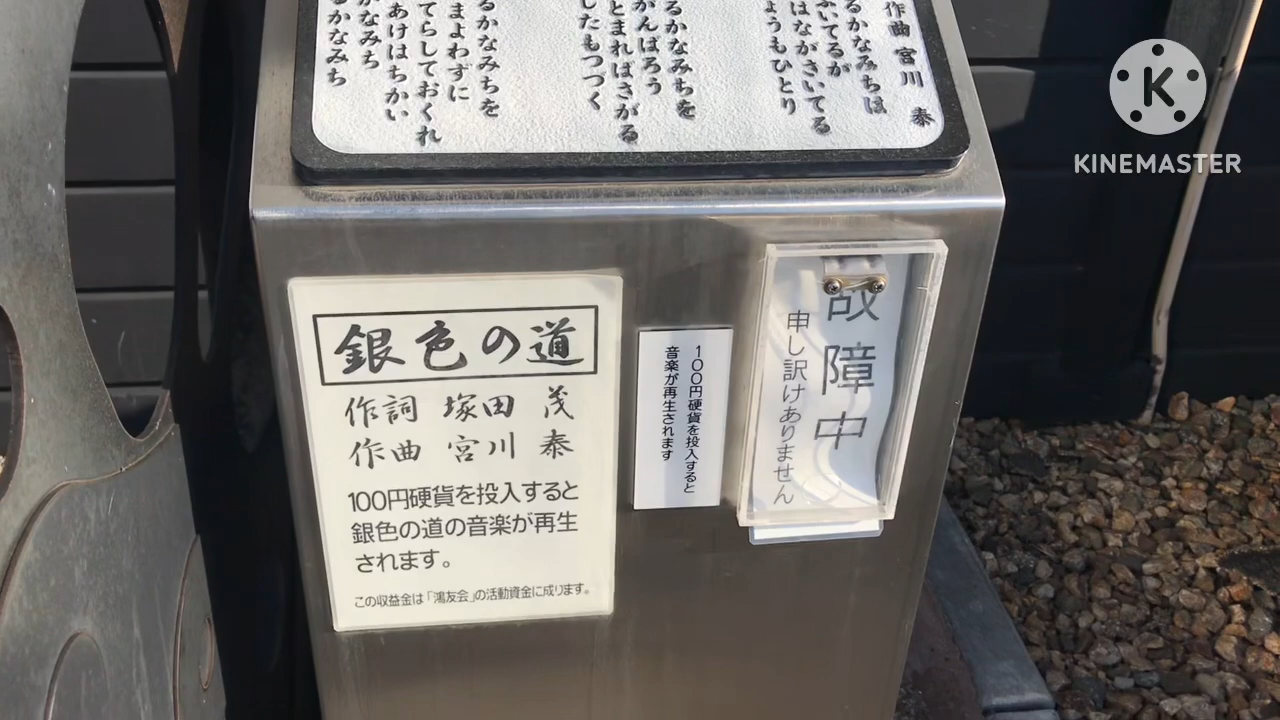 作曲 宮川 泰
るかなみちは
ふいてるが
はながさいてる
ょうもひとり
るかなみちを
がんばろう
とまればさがる
したもつづく
るかなみちを
まよわずに
てらしておくれ
あけはちかい
かなみち
るかなみち
銀色の道
作詞 塚田 茂
作曲 宮川 泰
100円硬貨を投入すると
銀色の道の音楽が再生
されます。
この収益金は「鴻友会」の活動資金に成ります。
100円硬貨を投入すると
音楽が再生されます
故障中
申し訳けありません
K
KINEMASTER